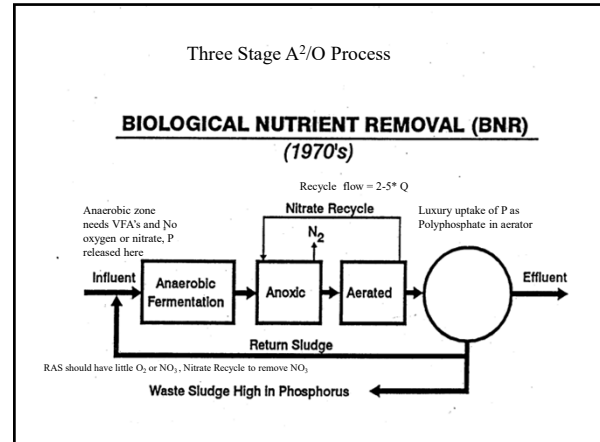 Three Stage A²/O Process
BIOLOGICAL NUTRIENT REMOVAL (BNR)
(1970's)
Recycle flow = 2-5* Q
Nitrate Recycle
N₂
Anaerobic zone
needs VFA's and No
oxygen or nitrate, P
released here
Luxury uptake of P as
Polyphosphate in aerator
Influent
Anaerobic
Fermentation
Anoxic
Aerated
Effluent
Return Sludge
RAS should have little O₂ or NO₃, Nitrate Recycle to remove NO₃
Waste Sludge High in Phosphorus